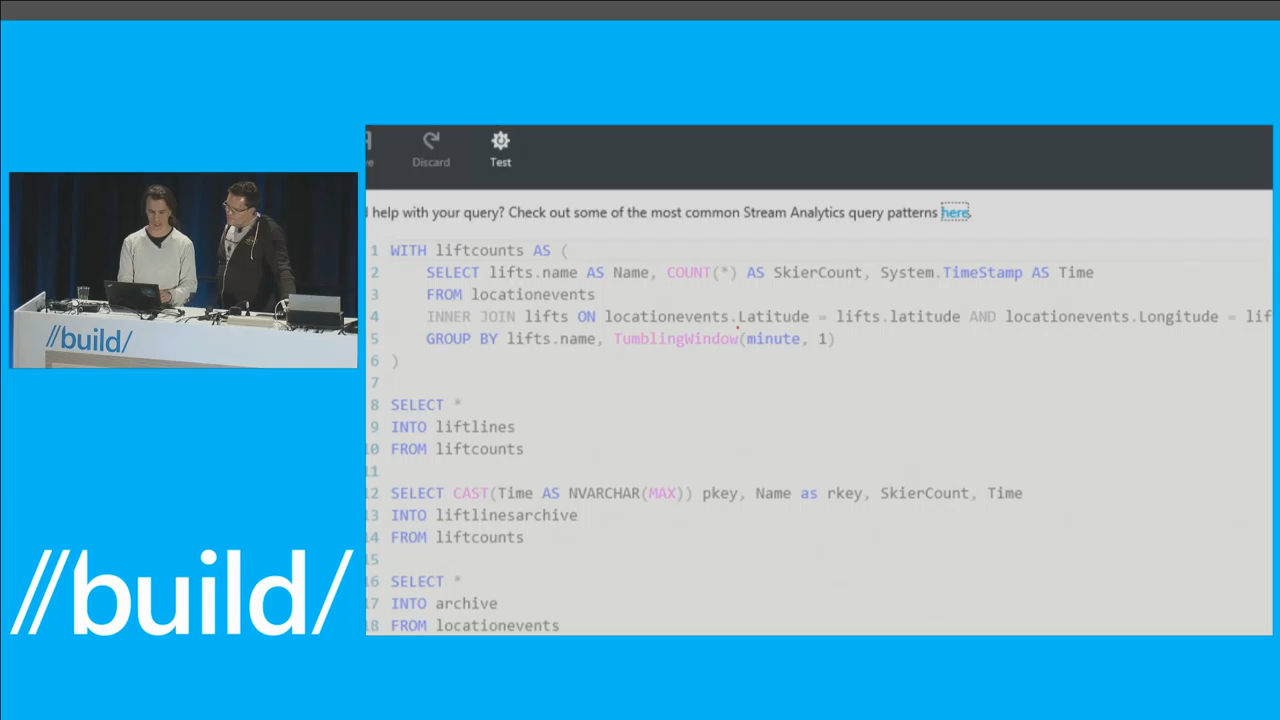 Discard
Test
help with your query? Check out some of the most common Stream Analytics query patterns here.
1 WITH liftcounts AS (
2 SELECT lifts.name AS Name, COUNT(*) AS SkierCount, System.TimeStamp AS Time
3 FROM locationevents
4 INNER JOIN lifts ON locationevents.Latitude = lifts.latitude AND locationevents.Longitude = lif
5 GROUP BY lifts.name, TumblingWindow(minute, 1)
6 )
7
8 SELECT *
9 INTO liftlines
10 FROM liftcounts
11
12 SELECT CAST(Time AS NVARCHAR(MAX)) pkey, Name as rkey, SkierCount, Time
13 INTO liftlinesarchive
14 FROM liftcounts
15
16 SELECT *
17 INTO archive
18 FROM locationevents
//build/
//build/